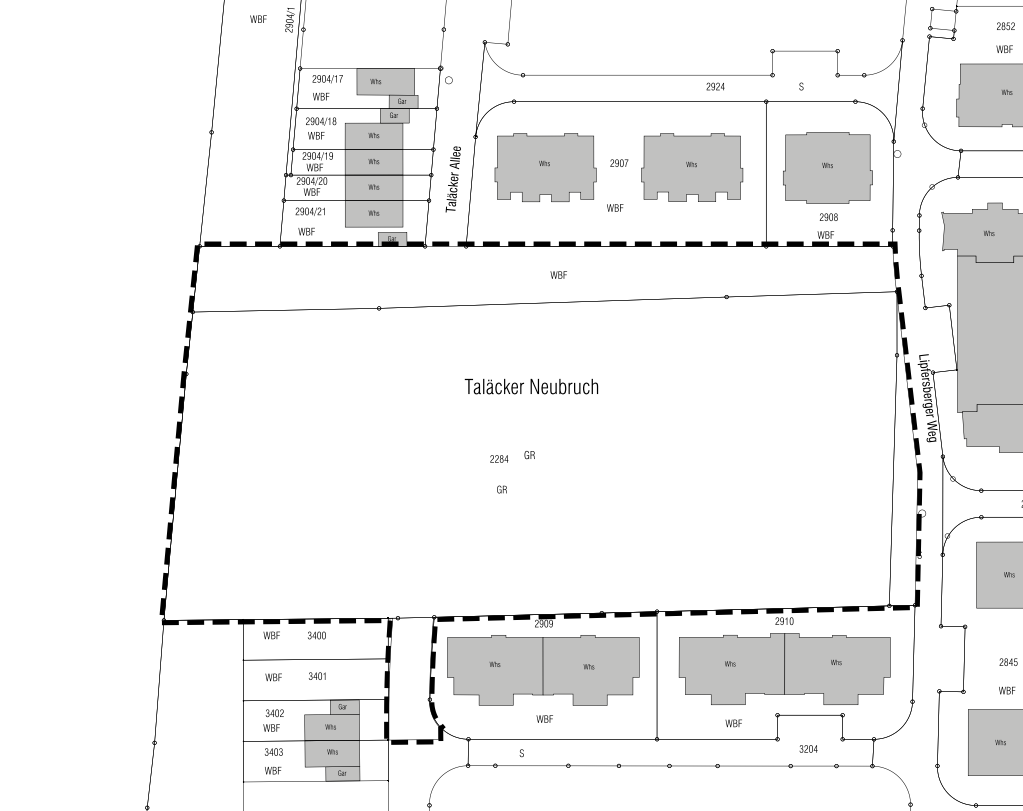 WBF
2904/1
2852
WBF
Whs
2904/17
Whs
WBF
Gar
Gar
2924
S
2904/18
WBF
Whs
2904/19
WBF
Whs
2904/20
WBF
Whs
2904/21
Whs
WBF
Gar
Taläcker Allee
Whs
2907
Whs
WBF
Whs
2908
WBF
Whs
WBF
Taläcker Neubruch
Lipfersberger Weg
2284
GR
GR
Whs
WBF
3400
WBF
3401
3402
WBF
Gar
Whs
3403
WBF
Whs
Gar
2909
Whs
Whs
WBF
2910
Whs
Whs
WBF
S
3204
2845
WBF
Whs